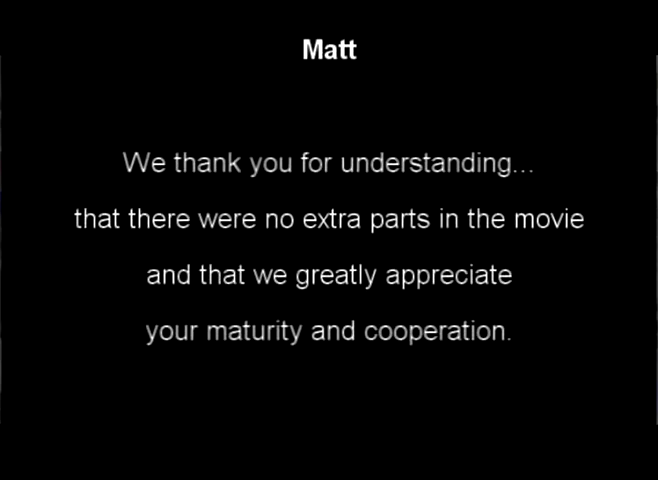 Matt
We thank you for understanding...
that there were no extra parts in the movie
and that we greatly appreciate
your maturity and cooperation.